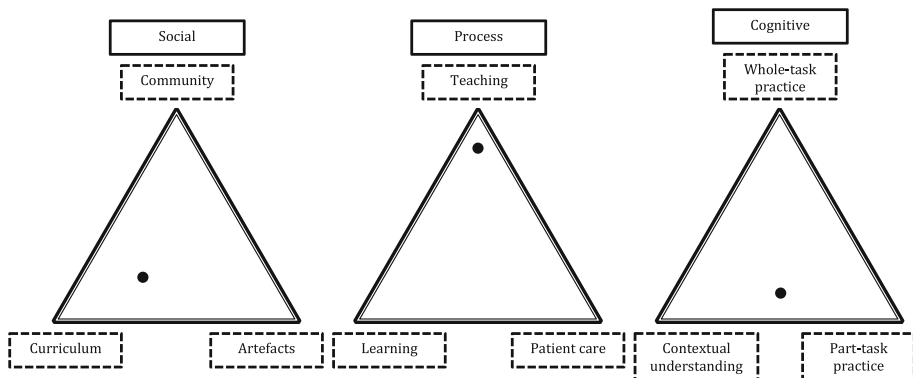 Social
Process
Cognitive
Community
Teaching
Whole-task
practice
Curriculum
Artefacts
Learning
Patient care
Contextual
understanding
Part-task
practice